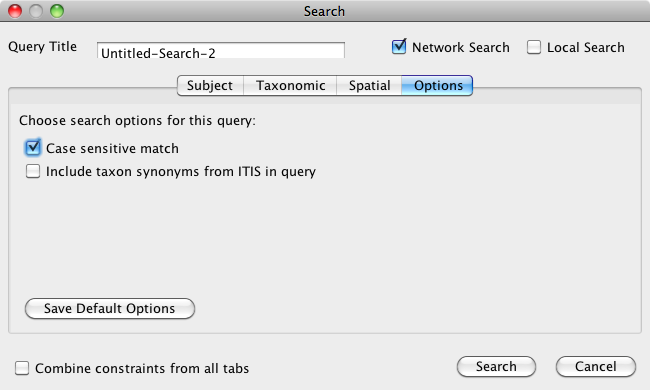 Search
Query Title Untitled-Search-2 Network Search Local Search
Subject Taxonomic Spatial Options
Choose search options for this query:
Case sensitive match
Include taxon synonyms from ITIS in query
Save Default Options
Combine constraints from all tabs Search Cancel